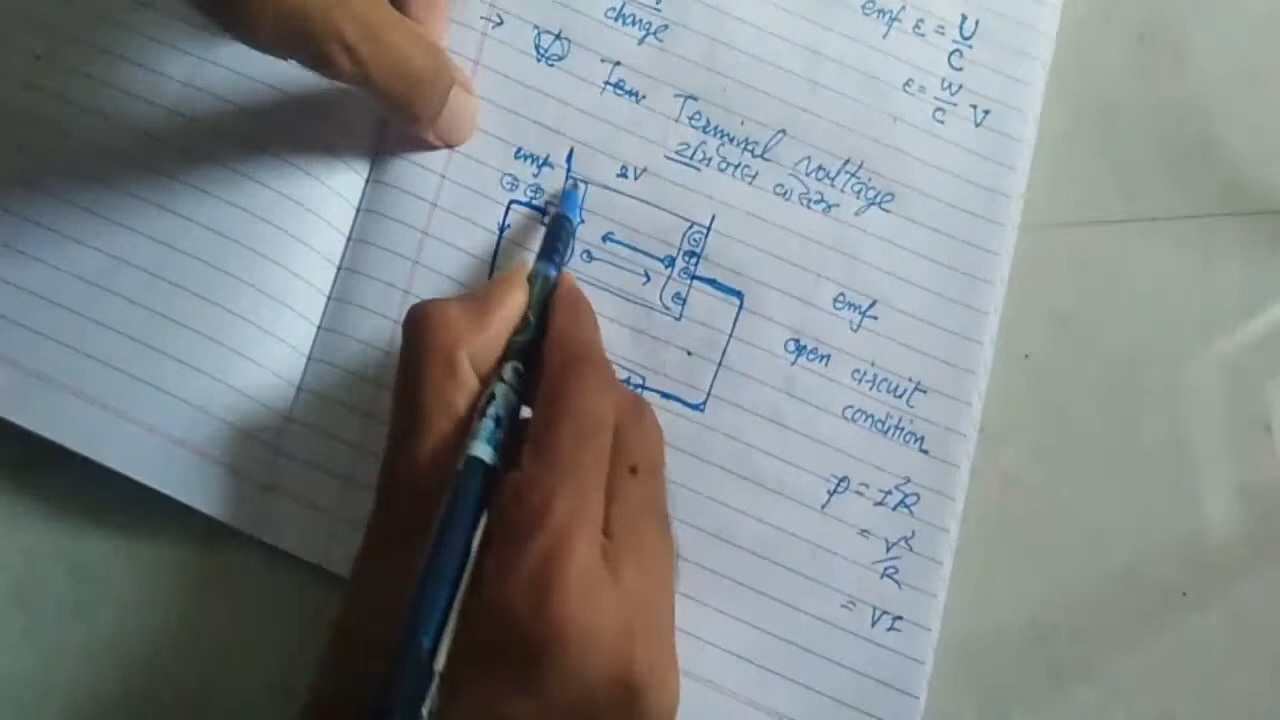 charge
emf ε = U/C
ε = W/C V
Ten Terminal voltage
ટર્મિનલ વોલ્ટેજ
emf
2V
emf
open circuit
condition
P = I²R
= V²/R
= VI